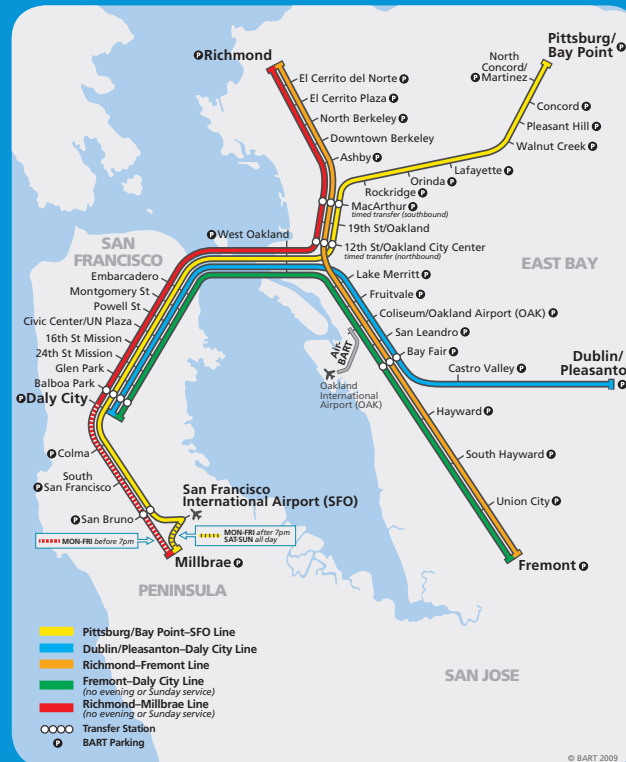 Richmond
Pittsburg/
Bay Point
North
Concord/
Martinez
El Cerrito del Norte
El Cerrito Plaza
North Berkeley
Downtown Berkeley
Ashby
Concord
Pleasant Hill
Walnut Creek
Lafayette
Orinda
Rockridge
MacArthur
timed transfer (southbound)
19th St/Oakland
12th St/Oakland City Center
timed transfer (northbound)
West Oakland
SAN
FRANCISCO
EAST BAY
Embarcadero
Montgomery St
Powell St
Civic Center/UN Plaza
16th St Mission
24th St Mission
Glen Park
Balboa Park
Daly City
Lake Merritt
Fruitvale
Coliseum/Oakland Airport (OAK)
San Leandro
Bay Fair
Castro Valley
Dublin/
Pleasanto
Air-
BART
Oakland
International
Airport (OAK)
Hayward
South Hayward
Union City
Fremont
Colma
South
San Francisco
San Bruno
San Francisco
International Airport (SFO)
MON-FRI before 7pm
MON-FRI after 7pm
SAT-SUN all day
Millbrae
PENINSULA
SAN JOSE
Pittsburg/Bay Point–SFO Line
Dublin/Pleasanton–Daly City Line
Richmond–Fremont Line
Fremont–Daly City Line
(no evening or Sunday service)
Richmond–Millbrae Line
(no evening or Sunday service)
Transfer Station
P BART Parking
© BART 2009